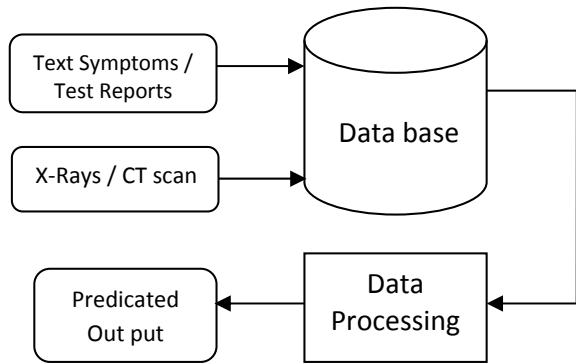 Text Symptoms /
Test Reports
Data base
X-Rays / CT scan
Data
Processing
Predicated
Out put